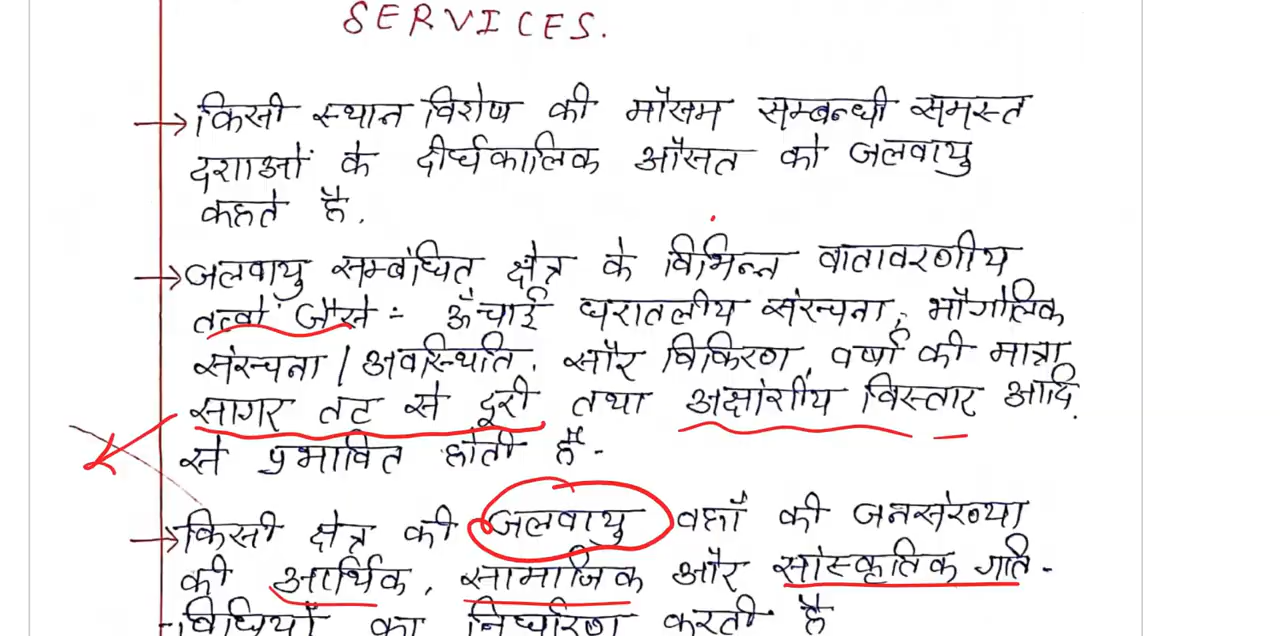 SERVICES.
किसी स्थान विशेष की मौसम सम्बन्धी समस्त
दशाओं के दीर्घकालिक औसत को जलवायु
कहते है.
जलवायु सम्बंधित क्षेत्र के विभिन्न वातावरणीय
तत्वों जैसे :- ऊँचाई धरातलीय संरचना, भौगोलिक
संरचना / अवस्थिति, सौर विकिरण, वर्षा की मात्रा
सागर तट से दूरी तथा अक्षांशीय विस्तार आदि.
से प्रभावित होती है -
किसी क्षेत्र की जलवायु वहाँ की जनसंख्या
की आर्थिक, सामाजिक और सांस्कृतिक गति-
विधियों का निर्धारण करती है